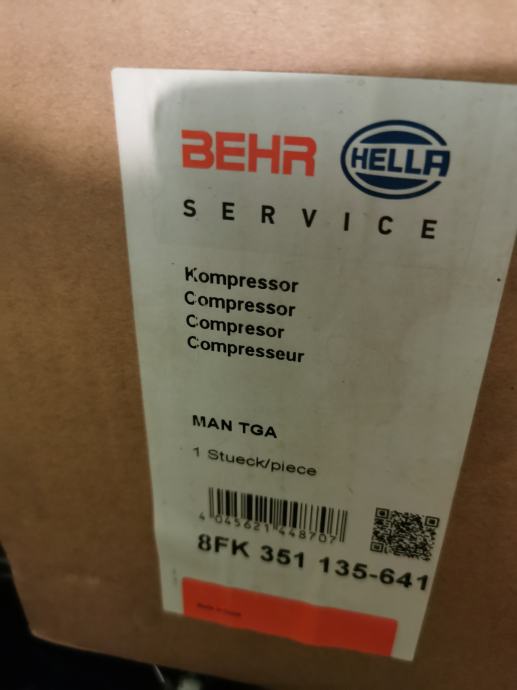 BEHR HELLA
SERVICE
Kompressor
Compressor
Compresor
Compresseur
MAN TGA
1 Stueck/piece
4 045621 448707
8FK 351 135-641